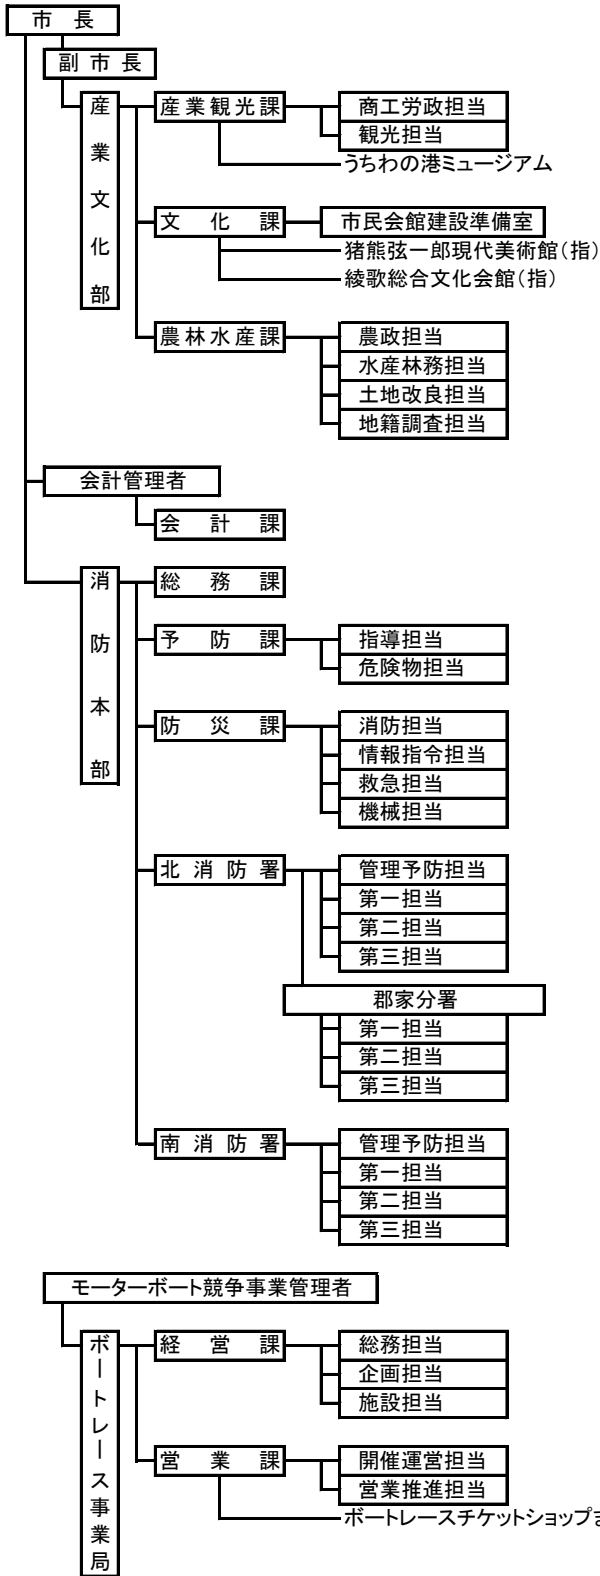 市長
副市長
産業文化部
産業観光課
商工労政担当
観光担当
うちわの港ミュージアム
文化課
市民会館建設準備室
猪熊弦一郎現代美術館(指)
綾歌総合文化会館(指)
農林水産課
農政担当
水産林務担当
土地改良担当
地籍調査担当
会計管理者
会計課
消防本部
総務課
予防課
指導担当
危険物担当
防災課
消防担当
情報指令担当
救急担当
機械担当
北消防署
管理予防担当
第一担当
第二担当
第三担当
郡家分署
第一担当
第二担当
第三担当
南消防署
管理予防担当
第一担当
第二担当
第三担当
モーターボート競争事業管理者
ボートレース事業局
経営課
総務担当
企画担当
施設担当
営業課
開催運営担当
営業推進担当
ボートレースチケットショップ